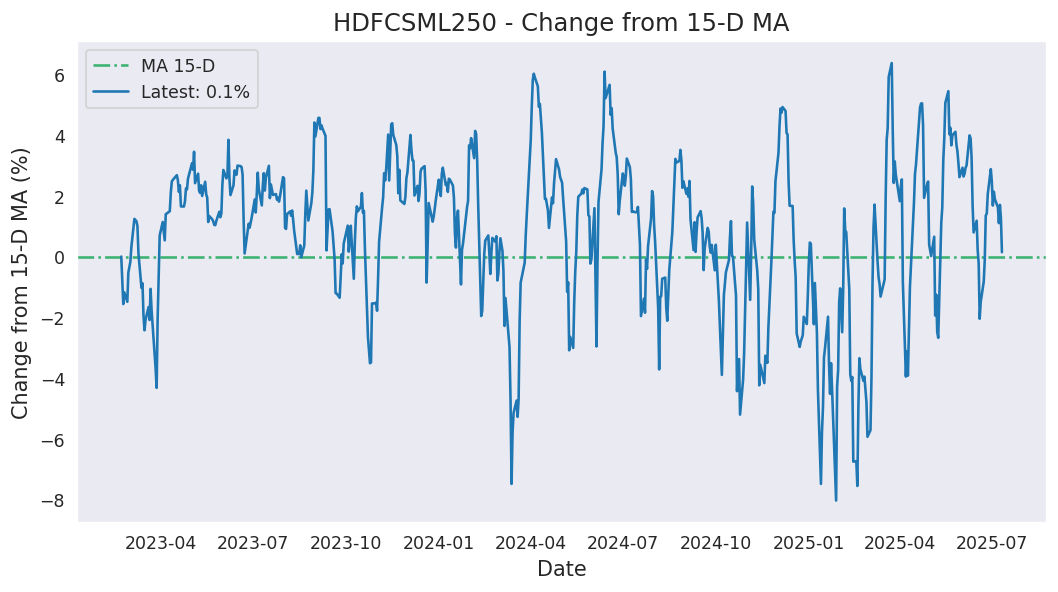 HDFCSML250 - Change from 15-D MA
MA 15-D
Latest: 0.1%
Change from 15-D MA (%)
6
4
2
0
−2
−4
−6
−8
2023-04 2023-07 2023-10 2024-01 2024-04 2024-07 2024-10 2025-01 2025-04 2025-07
Date